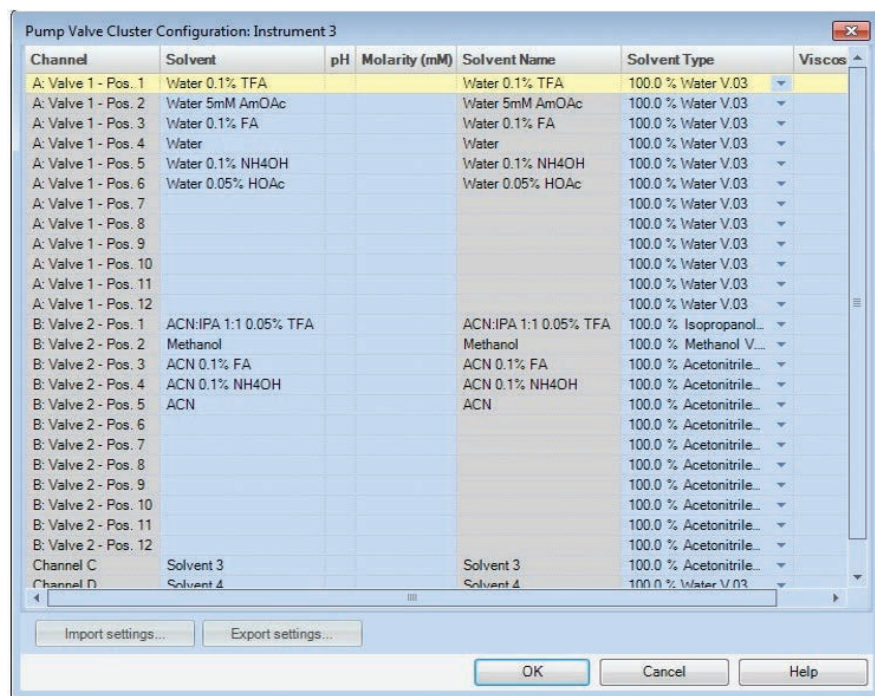 Pump Valve Cluster Configuration: Instrument 3
Channel Solvent pH Molarity (mM) Solvent Name Solvent Type Viscos
A: Valve 1 - Pos. 1 Water 0.1% TFA Water 0.1% TFA 100.0 % Water V.03
A: Valve 1 - Pos. 2 Water 5mM AmOAc Water 5mM AmOAc 100.0 % Water V.03
A: Valve 1 - Pos. 3 Water 0.1% FA Water 0.1% FA 100.0 % Water V.03
A: Valve 1 - Pos. 4 Water Water 100.0 % Water V.03
A: Valve 1 - Pos. 5 Water 0.1% NH4OH Water 0.1% NH4OH 100.0 % Water V.03
A: Valve 1 - Pos. 6 Water 0.05% HOAc Water 0.05% HOAc 100.0 % Water V.03
A: Valve 1 - Pos. 7 100.0 % Water V.03
A: Valve 1 - Pos. 8 100.0 % Water V.03
A: Valve 1 - Pos. 9 100.0 % Water V.03
A: Valve 1 - Pos. 10 100.0 % Water V.03
A: Valve 1 - Pos. 11 100.0 % Water V.03
A: Valve 1 - Pos. 12 100.0 % Water V.03
B: Valve 2 - Pos. 1 ACN:IPA 1:1 0.05% TFA ACN:IPA 1:1 0.05% TFA 100.0 % Isopropanol...
B: Valve 2 - Pos. 2 Methanol Methanol 100.0 % Methanol V....
B: Valve 2 - Pos. 3 ACN 0.1% FA ACN 0.1% FA 100.0 % Acetonitrile...
B: Valve 2 - Pos. 4 ACN 0.1% NH4OH ACN 0.1% NH4OH 100.0 % Acetonitrile...
B: Valve 2 - Pos. 5 ACN ACN 100.0 % Acetonitrile...
B: Valve 2 - Pos. 6 100.0 % Acetonitrile...
B: Valve 2 - Pos. 7 100.0 % Acetonitrile...
B: Valve 2 - Pos. 8 100.0 % Acetonitrile...
B: Valve 2 - Pos. 9 100.0 % Acetonitrile...
B: Valve 2 - Pos. 10 100.0 % Acetonitrile...
B: Valve 2 - Pos. 11 100.0 % Acetonitrile...
B: Valve 2 - Pos. 12 100.0 % Acetonitrile...
Channel C Solvent 3 Solvent 3 100.0 % Acetonitrile...
Channel D Solvent 4 Solvent 4 100.0 % Water V.03
Import settings... Export settings...
OK Cancel Help